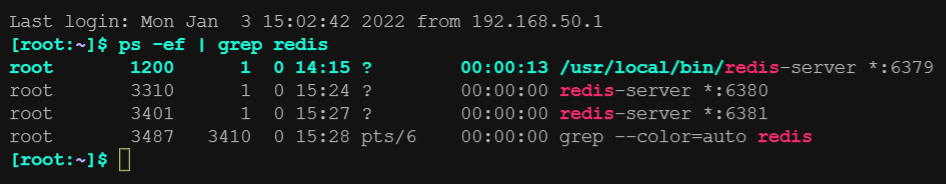 Last login: Mon Jan  3 15:02:42 2022 from 192.168.50.1
[root:~]$ ps -ef | grep redis
root       1200      1  0 14:15 ?        00:00:13 /usr/local/bin/redis-server *:6379
root       3310      1  0 15:24 ?        00:00:00 redis-server *:6380
root       3401      1  0 15:27 ?        00:00:00 redis-server *:6381
root       3487   3410  0 15:28 pts/6    00:00:00 grep --color=auto redis
[root:~]$